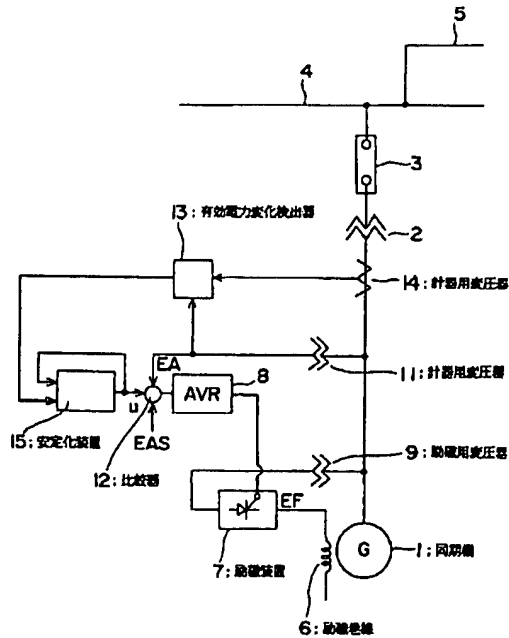 5
4
3
13:有効電力変化検出器
2
14:計器用変圧器
EA
8
11:計器用変圧器
AVR
u
15:安定化装置
EAS
12:比較器
9:励磁用変圧器
EF
G
1:同期機
7:励磁装置
6:励磁巻線